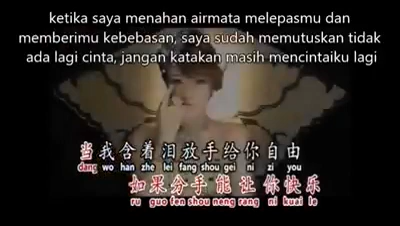 ketika saya menahan airmata melepasmu dan
memberimu kebebasan, saya sudah memutuskan tidak
ada lagi cinta, jangan katakan masih mencintaiku lagi
当我含着泪放手给你自由
dang wo han zhe lei fang shou gei ni zi you
如果分手能让你快乐
ru guo fen shou neng rang ni kuai le